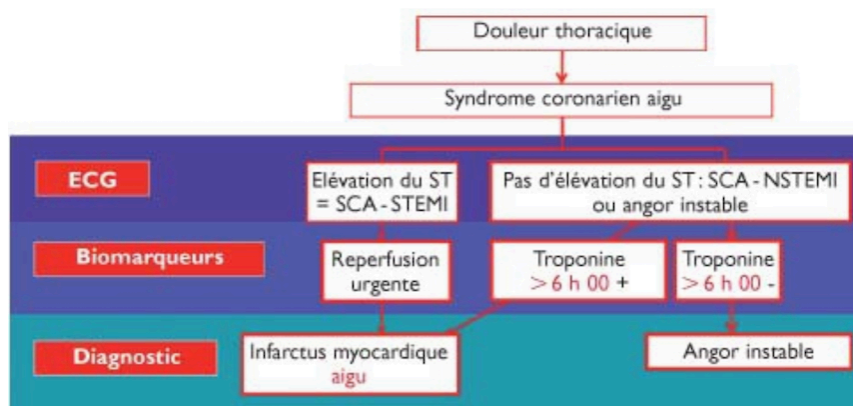 Douleur thoracique
Syndrome coronarien aigu
ECG
Elévation du ST
= SCA - STEMI
Pas d'élévation du ST : SCA - NSTEMI
ou angor instable
Biomarqueurs
Reperfusion
urgente
Troponine
> 6 h 00 +
Troponine
> 6 h 00 -
Diagnostic
Infarctus myocardique
aigu
Angor instable